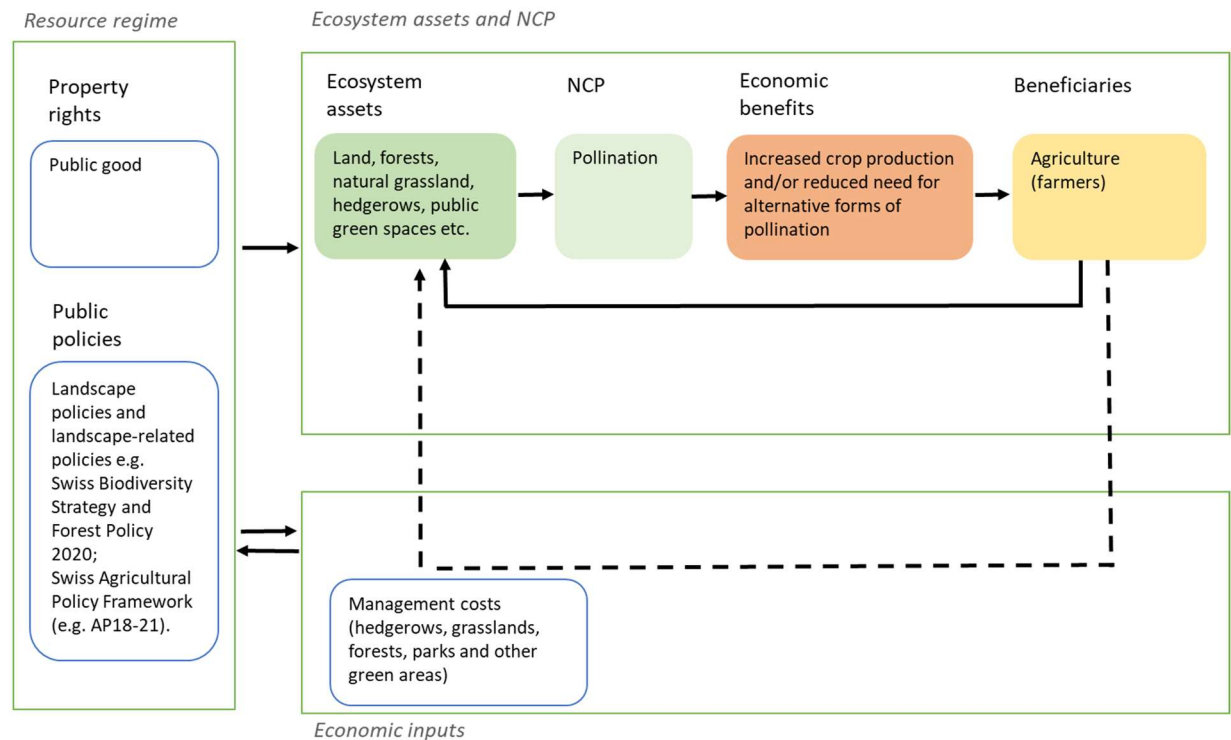 Resource regime
Property
rights
Public good
Public
policies
Landscape
policies and
landscape-related
policies e.g.
Swiss Biodiversity
Strategy and
Forest Policy
2020;
Swiss Agricultural
Policy Framework
(e.g. AP18-21).
Ecosystem assets and NCP
Ecosystem
assets
Land, forests,
natural grassland,
hedgerows, public
green spaces etc.
NCP
Pollination
Economic
benefits
Increased crop production
and/or reduced need for
alternative forms of
pollination
Beneficiaries
Agriculture
(farmers)
Management costs
(hedgerows, grasslands,
forests, parks and other
green areas)
Economic inputs